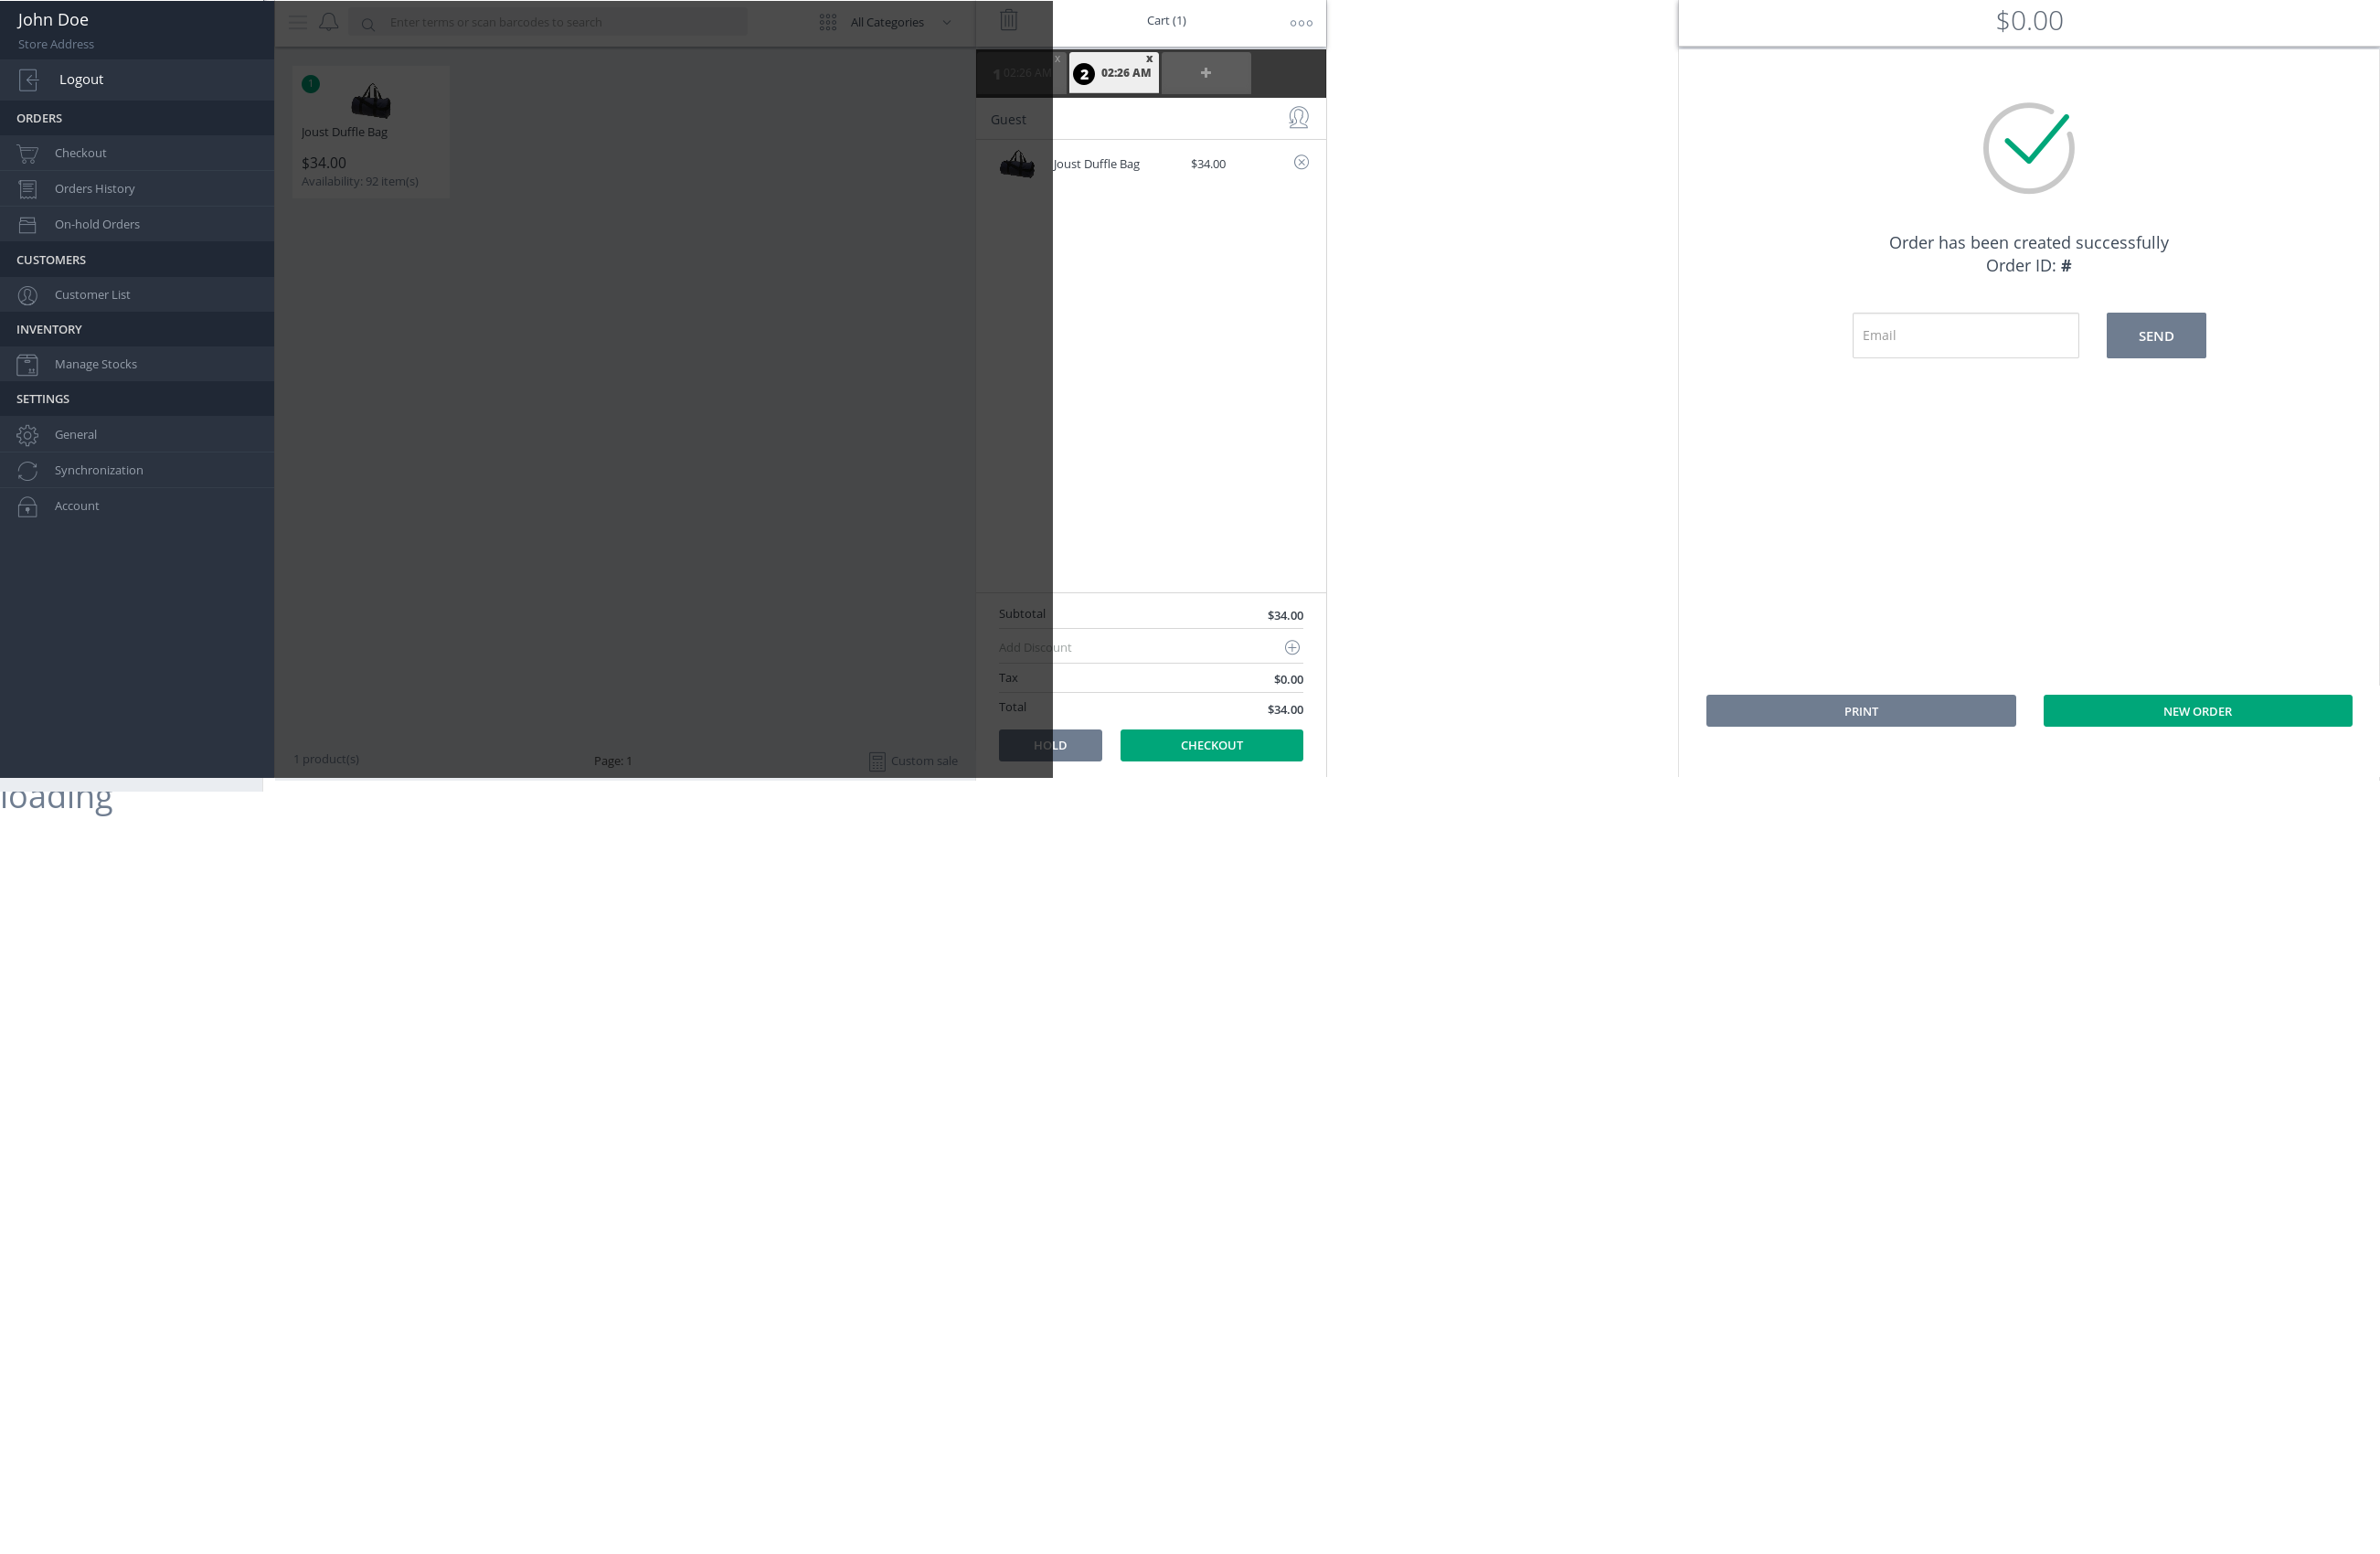 John Doe
Store Address
Logout
ORDERS
Checkout
Orders History
On-hold Orders
CUSTOMERS
Customer List
INVENTORY
Manage Stocks
SETTINGS
General
Synchronization
Account
loading
Enter terms or scan barcodes to search
All Categories
1
Joust Duffle Bag
$34.00
Availability: 92 item(s)
1 product(s)
Page: 1
Custom sale
Cart (1)
1 02:26 AM x
2 02:26 AM x
+
Guest
Joust Duffle Bag $34.00
Subtotal $34.00
Add Discount
Tax $0.00
Total $34.00
HOLD
CHECKOUT
$0.00
Order has been created successfully
Order ID: #
Email
SEND
PRINT
NEW ORDER